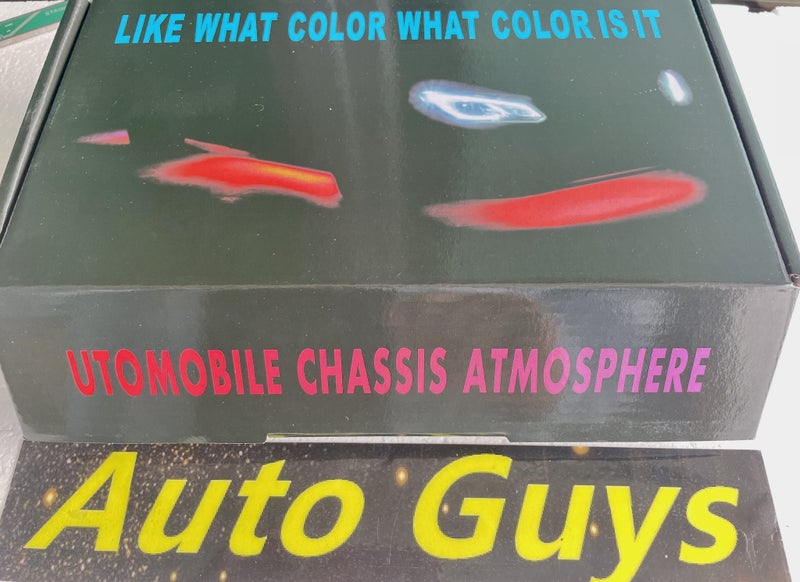 LIKE WHAT COLOR WHAT COLOR IS IT
UTOMOBILE CHASSIS ATMOSPHERE
Auto Guys